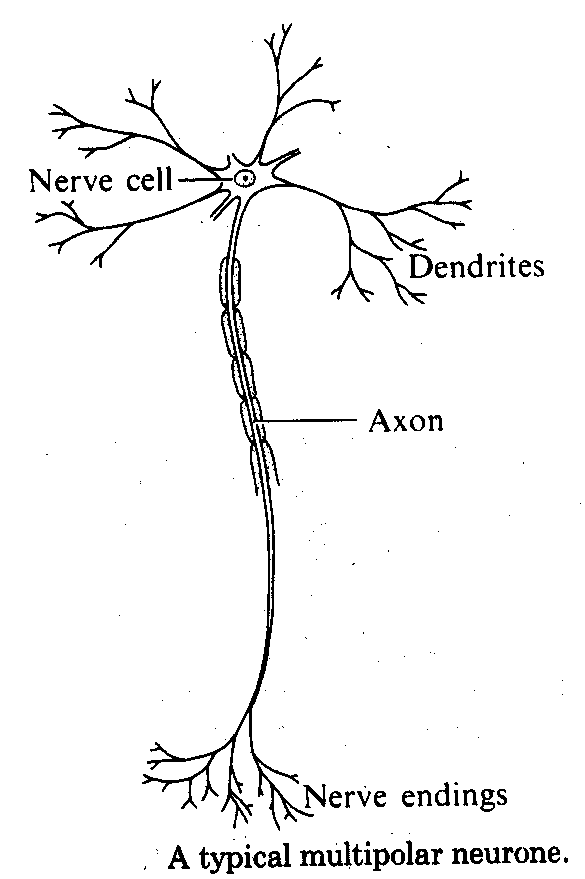 Nerve cell
Dendrites
Axon
Nerve endings
A typical multipolar neurone.